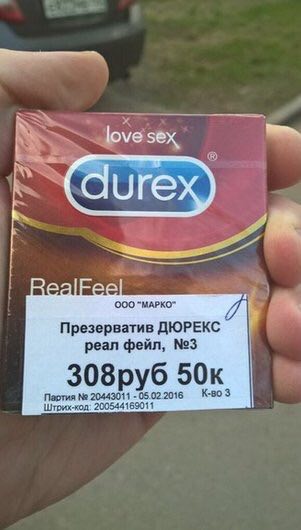 love sex
durex®
RealFeel
ООО "МАРКО"
Презерватив ДЮРЕКС
реал фейл, №3
308руб 50к
Партия № 20443011 - 05.02.2016 К-во 3
Штрих-код: 200544169011